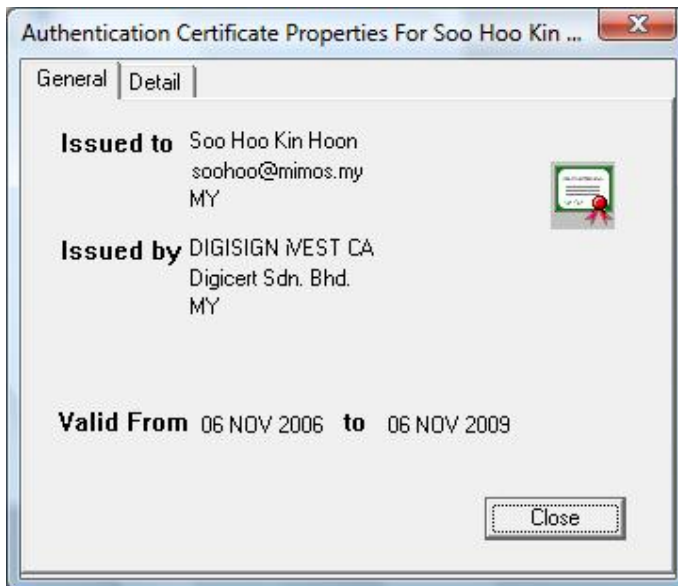 Authentication Certificate Properties For Soo Hoo Kin ...
General Detail
Issued to Soo Hoo Kin Hoon
soohoo@mimos.my
MY
Issued by DIGISIGN iVEST CA
Digicert Sdn. Bhd.
MY
Valid From 06 NOV 2006 to 06 NOV 2009
Close